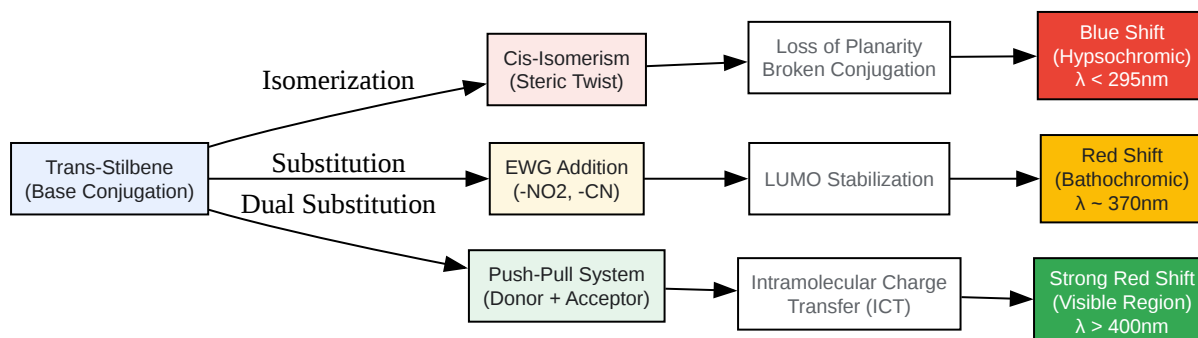 Trans-Stilbene
(Base Conjugation)
Isomerization
Cis-Isomerism
(Steric Twist)
Loss of Planarity
Broken Conjugation
Blue Shift
(Hypsochromic)
λ < 295nm
Substitution
EWG Addition
(-NO2, -CN)
LUMO Stabilization
Red Shift
(Bathochromic)
λ ~ 370nm
Dual Substitution
Push-Pull System
(Donor + Acceptor)
Intramolecular Charge
Transfer (ICT)
Strong Red Shift
(Visible Region)
λ > 400nm